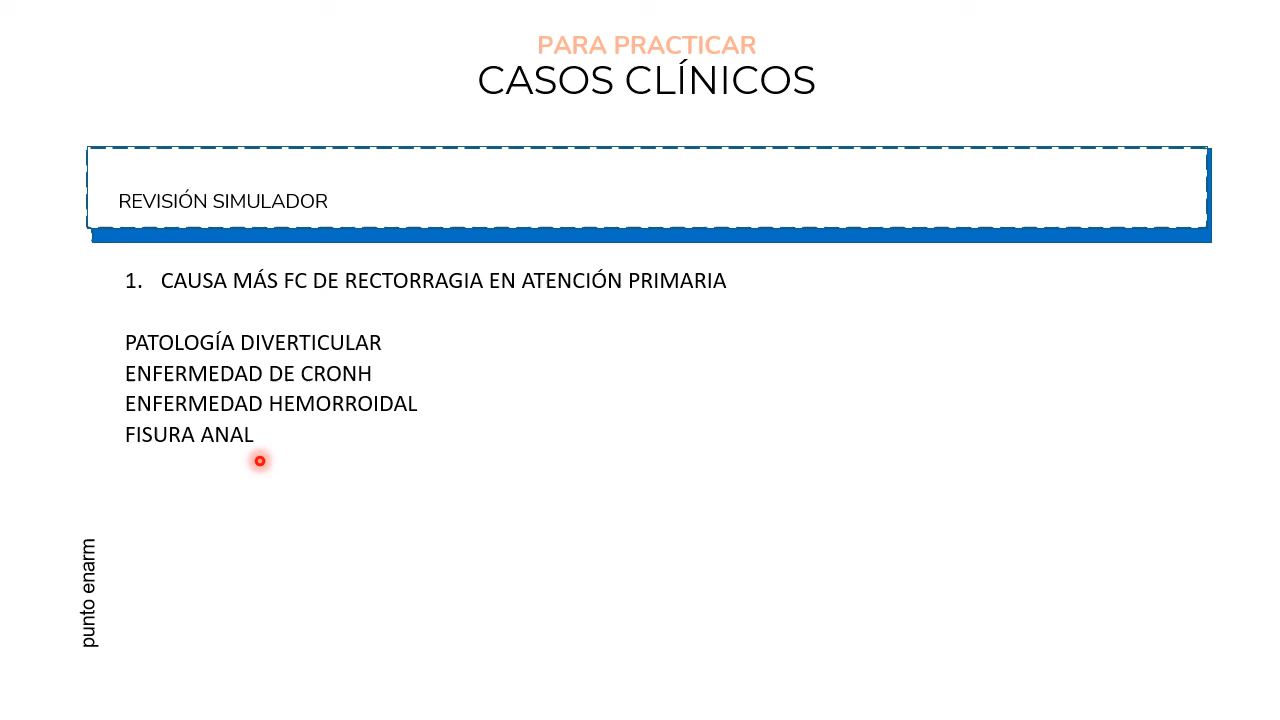 PARA PRACTICAR
CASOS CLÍNICOS
REVISIÓN SIMULADOR
1. CAUSA MÁS FC DE RECTORRAGIA EN ATENCIÓN PRIMARIA
PATOLOGÍA DIVERTICULAR
ENFERMEDAD DE CRONH
ENFERMEDAD HEMORROIDAL
FISURA ANAL
punto enarm